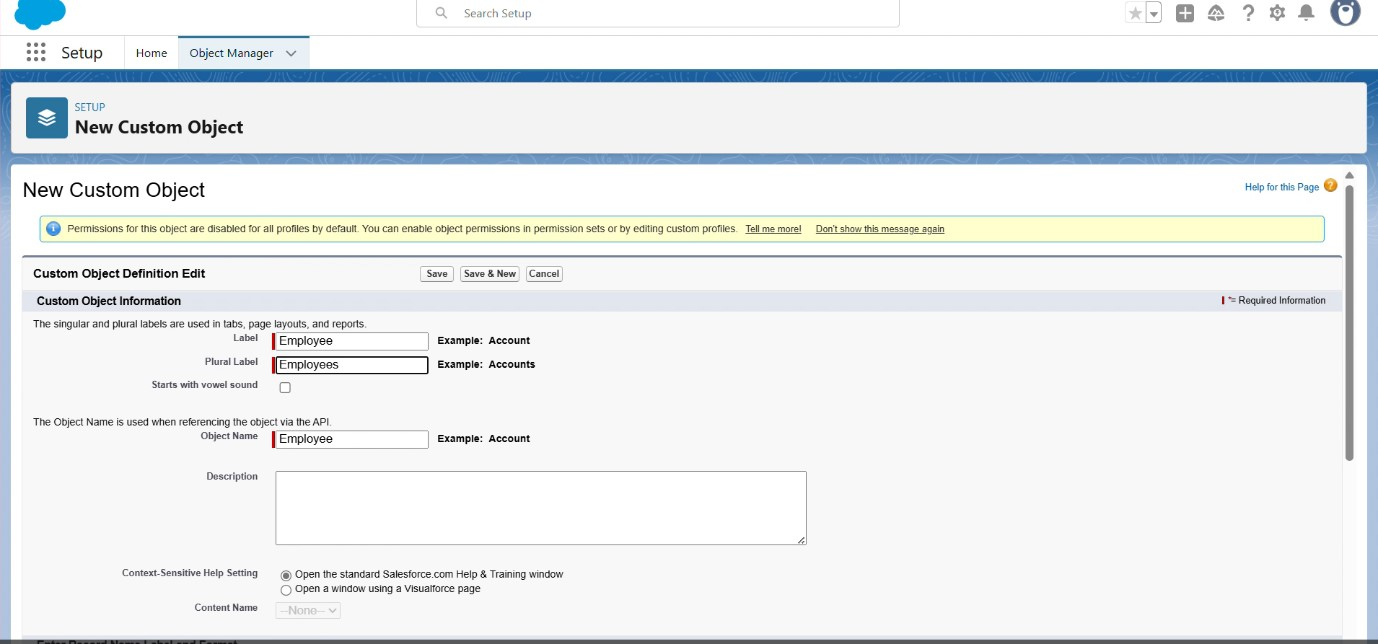 Search Setup
Setup Home Object Manager
SETUP
New Custom Object
New Custom Object
Help for this Page
Permissions for this object are disabled for all profiles by default. You can enable object permissions in permission sets or by editing custom profiles. Tell me more! Don't show this message again
Custom Object Definition Edit Save Save & New Cancel
Custom Object Information *= Required Information
The singular and plural labels are used in tabs, page layouts, and reports.
Label Employee Example: Account
Plural Label Employees Example: Accounts
Starts with vowel sound
The Object Name is used when referencing the object via the API.
Object Name Employee Example: Account
Description
Context-Sensitive Help Setting Open the standard Salesforce.com Help & Training window
Open a window using a Visualforce page
Content Name --None--
Enter Record Name Label and Format